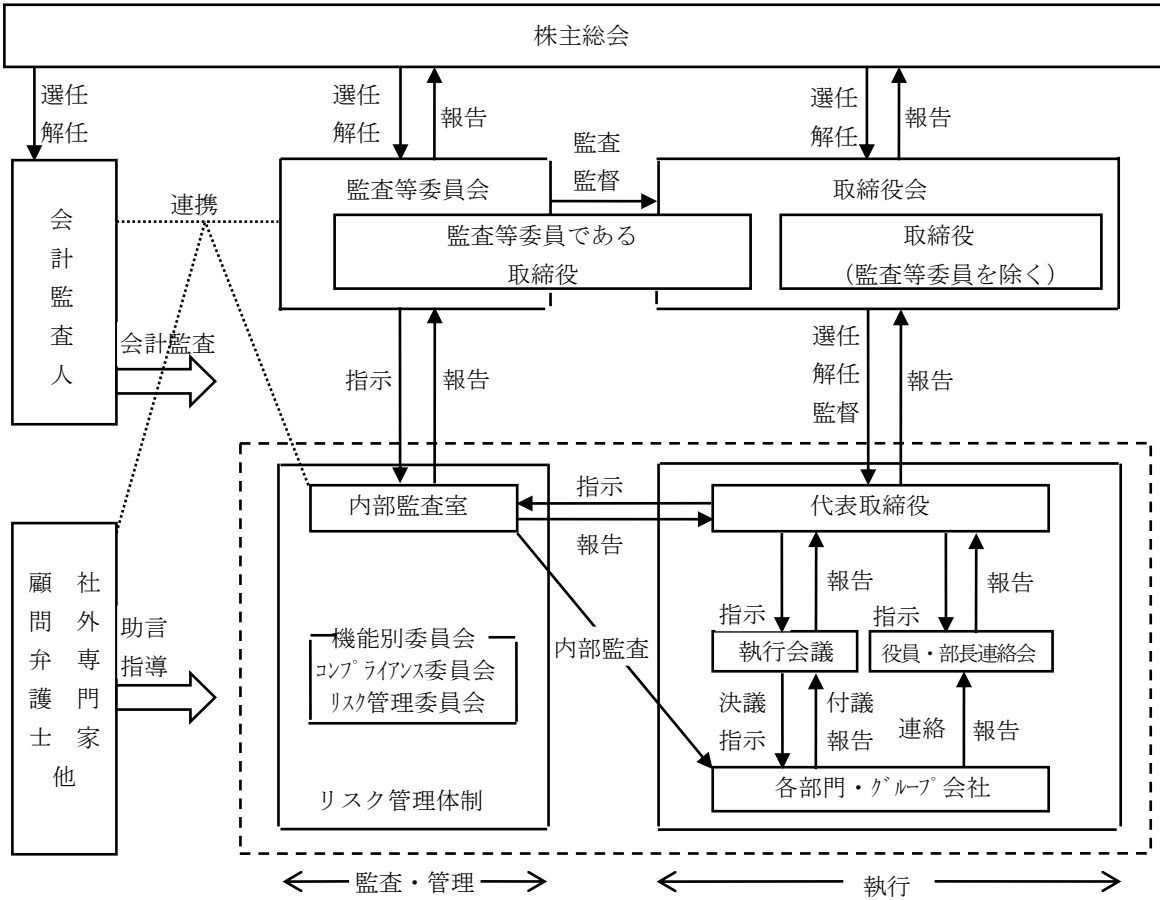 株主総会
選任
解任
選任
解任
報告
選任
解任
報告
会計監査人
連携
監査等委員会
監査
監督
取締役会
監査等委員である
取締役
取締役
（監査等委員を除く）
会計監査
指示
報告
選任
解任
監督
報告
内部監査室
指示
報告
代表取締役
顧問弁護士
社外専門家
他
助言
指導
機能別委員会
コンプライアンス委員会
リスク管理委員会
リスク管理体制
内部監査
指示
報告
指示
報告
執行会議
役員・部長連絡会
決議
指示
付議
報告
連絡
報告
各部門・グループ会社
監査・管理
執行